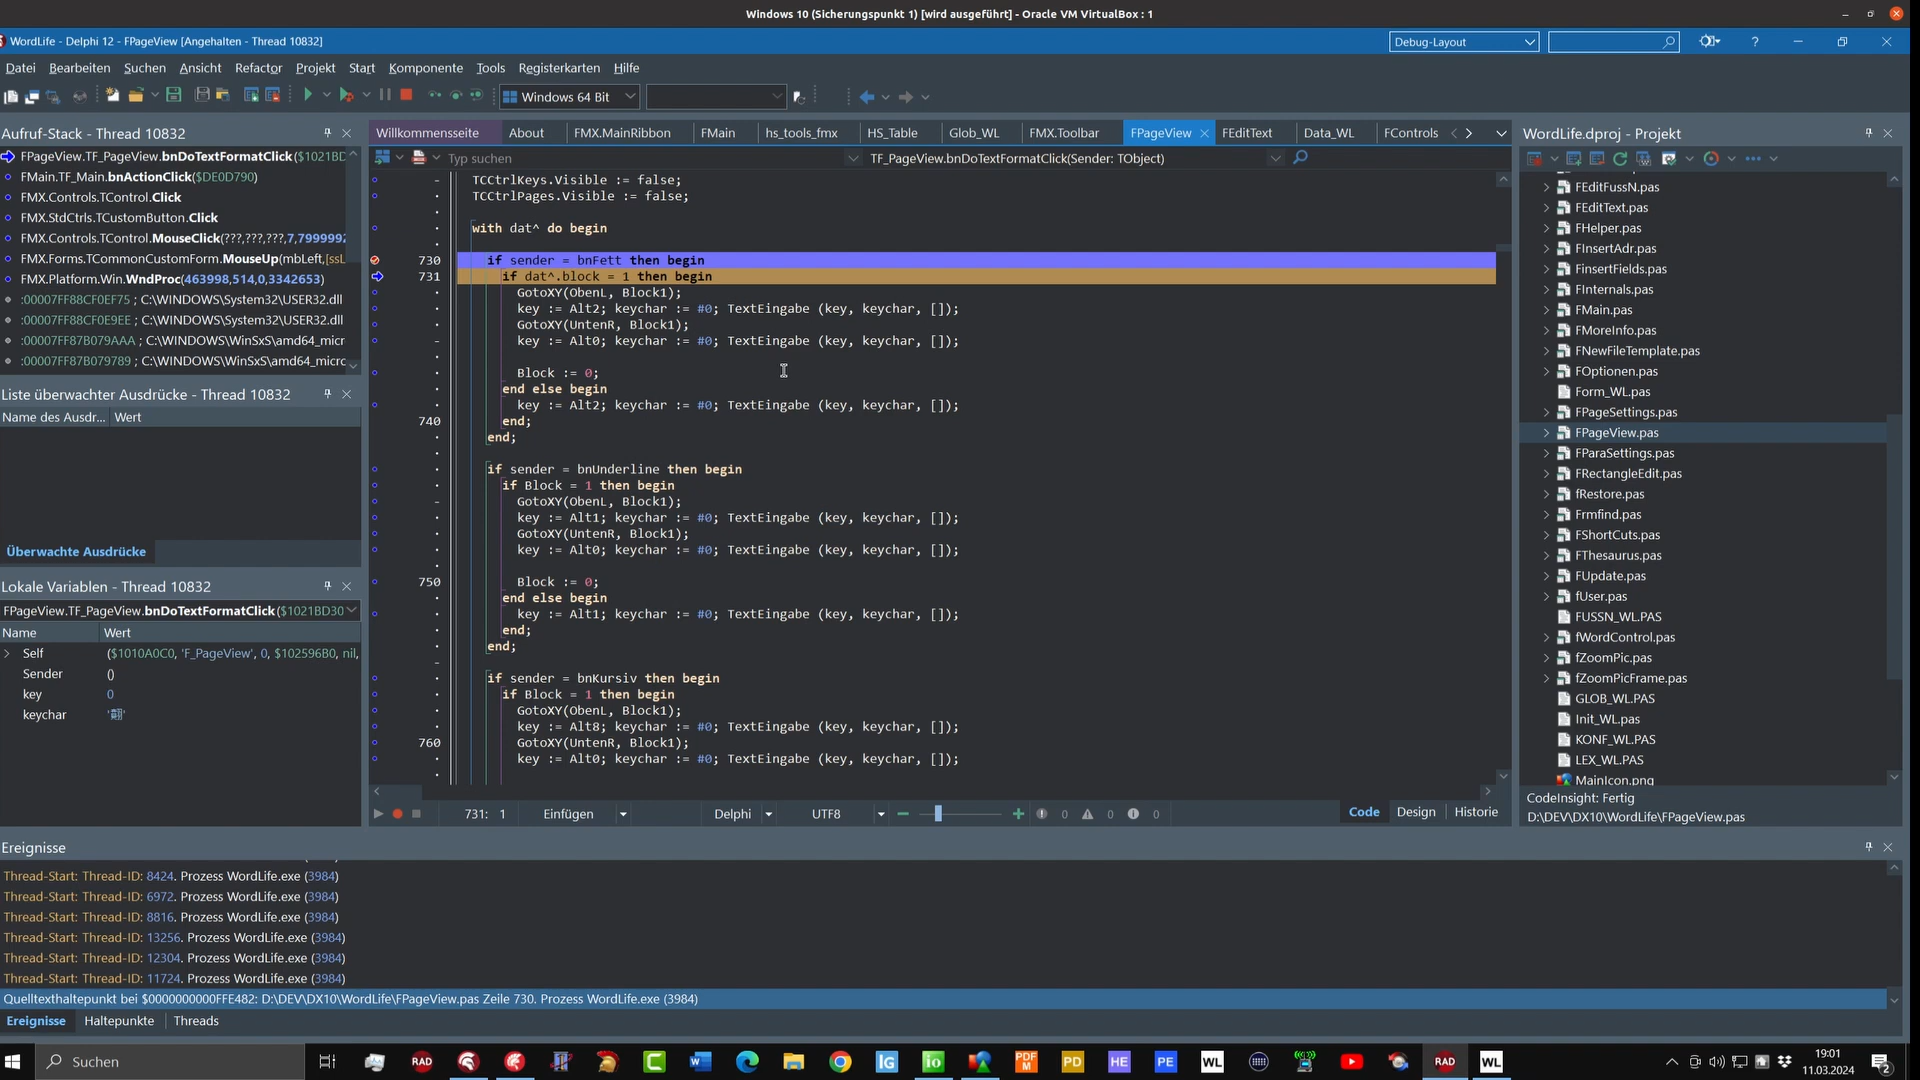 Windows 10 (Sicherungspunkt 1) [wird ausgeführt] - Oracle VM VirtualBox : 1
WordLife - Delphi 12 - FPageView [Angehalten - Thread 10832]
Debug-Layout
?
Datei Bearbeiten Suchen Ansicht Refactor Projekt Start Komponente Tools Registerkarten Hilfe
Windows 64 Bit
Aufruf-Stack - Thread 10832
FPageView.TF_PageView.bnDoTextFormatClick($1021BD
FMain.TF_Main.bnActionClick($DE0D790)
FMX.Controls.TControl.Click
FMX.StdCtrls.TCustomButton.Click
FMX.Controls.TControl.MouseClick(???,???,???,7,7999992
FMX.Forms.TCommonCustomForm.MouseUp(mbLeft,[ssL
FMX.Platform.Win.WndProc(463998,514,0,3342653)
:00007FF88CF0EF75 ; C:\WINDOWS\System32\USER32.dll
:00007FF88CF0E9EE ; C:\WINDOWS\System32\USER32.dll
:00007FF87B079AAA ; C:\WINDOWS\WinSxS\amd64_micr
:00007FF87B079789 ; C:\WINDOWS\WinSxS\amd64_micr
Liste überwachter Ausdrücke - Thread 10832
Name des Ausdr... Wert
Überwachte Ausdrücke
Lokale Variablen - Thread 10832
FPageView.TF_PageView.bnDoTextFormatClick($1021BD30
Name Wert
Self ($1010A0C0, 'F_PageView', 0, $102596B0, nil,
Sender ()
key 0
keychar
Willkommensseite About FMX.MainRibbon FMain hs_tools_fmx HS_Table Glob_WL FMX.Toolbar FPageView FEditText Data_WL FControls
Typ suchen TF_PageView.bnDoTextFormatClick(Sender: TObject)
TCCtrlKeys.Visible := false;
TCCtrlPages.Visible := false;
with dat^ do begin
730 if sender = bnFett then begin
731 if dat^.block = 1 then begin
GotoXY(ObenL, Block1);
key := Alt2; keychar := #0; TextEingabe (key, keychar, []);
GotoXY(UntenR, Block1);
key := Alt0; keychar := #0; TextEingabe (key, keychar, []);
Block := 0;
end else begin
key := Alt2; keychar := #0; TextEingabe (key, keychar, []);
740 end;
end;
if sender = bnUnderline then begin
if Block = 1 then begin
GotoXY(ObenL, Block1);
key := Alt1; keychar := #0; TextEingabe (key, keychar, []);
GotoXY(UntenR, Block1);
key := Alt0; keychar := #0; TextEingabe (key, keychar, []);
750 Block := 0;
end else begin
key := Alt1; keychar := #0; TextEingabe (key, keychar, []);
end;
end;
if sender = bnKursiv then begin
if Block = 1 then begin
GotoXY(ObenL, Block1);
key := Alt8; keychar := #0; TextEingabe (key, keychar, []);
760 GotoXY(UntenR, Block1);
key := Alt0; keychar := #0; TextEingabe (key, keychar, []);
731: 1 Einfügen Delphi UTF8 0 0 0 Code Design Historie
WordLife.dproj - Projekt
FEditFussN.pas
FEditText.pas
FHelper.pas
FInsertAdr.pas
FinsertFields.pas
FInternals.pas
FMain.pas
FMoreInfo.pas
FNewFileTemplate.pas
FOptionen.pas
Form_WL.pas
FPageSettings.pas
FPageView.pas
FParaSettings.pas
FRectangleEdit.pas
fRestore.pas
Frmfind.pas
FShortCuts.pas
FThesaurus.pas
FUpdate.pas
fUser.pas
FUSSN_WL.PAS
fWordControl.pas
fZoomPic.pas
fZoomPicFrame.pas
GLOB_WL.PAS
Init_WL.pas
KONF_WL.PAS
LEX_WL.PAS
MainIcon.png
CodeInsight: Fertig
D:\DEV\DX10\WordLife\FPageView.pas
Ereignisse
Thread-Start: Thread-ID: 8424. Prozess WordLife.exe (3984)
Thread-Start: Thread-ID: 6972. Prozess WordLife.exe (3984)
Thread-Start: Thread-ID: 8816. Prozess WordLife.exe (3984)
Thread-Start: Thread-ID: 13256. Prozess WordLife.exe (3984)
Thread-Start: Thread-ID: 12304. Prozess WordLife.exe (3984)
Thread-Start: Thread-ID: 11724. Prozess WordLife.exe (3984)
Quelltexthaltepunkt bei $0000000000FFE482: D:\DEV\DX10\WordLife\FPageView.pas Zeile 730. Prozess WordLife.exe (3984)
Ereignisse Haltepunkte Threads
Suchen RAD C W IG io PDF M PD HE PE WL RAD WL
19:01
11.03.2024
2